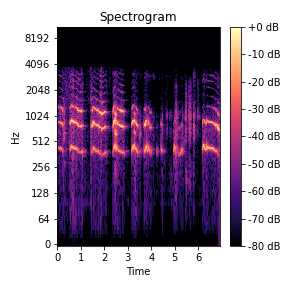 Spectrogram
8192
4096
2048
1024
512
256
128
64
0
Hz
0 1 2 3 4 5 6
Time
+0 dB
-10 dB
-20 dB
-30 dB
-40 dB
-50 dB
-60 dB
-70 dB
-80 dB